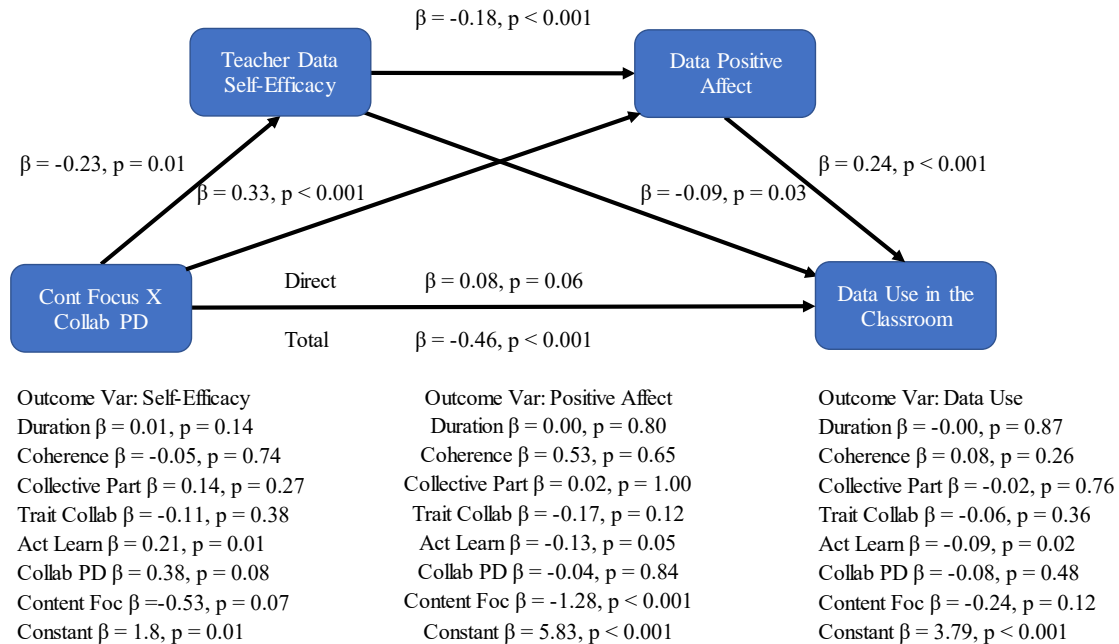 β = -0.18, p < 0.001
Teacher Data
Self-Efficacy
Data Positive
Affect
β = -0.23, p = 0.01
β = 0.33, p < 0.001
β = -0.09, p = 0.03
β = 0.24, p < 0.001
Cont Focus X
Collab PD
Direct β = 0.08, p = 0.06
Total β = -0.46, p < 0.001
Data Use in the
Classroom
Outcome Var: Self-Efficacy
Duration β = 0.01, p = 0.14
Coherence β = -0.05, p = 0.74
Collective Part β = 0.14, p = 0.27
Trait Collab β = -0.11, p = 0.38
Act Learn β = 0.21, p = 0.01
Collab PD β = 0.38, p = 0.08
Content Foc β =-0.53, p = 0.07
Constant β = 1.8, p = 0.01
Outcome Var: Positive Affect
Duration β = 0.00, p = 0.80
Coherence β = 0.53, p = 0.65
Collective Part β = 0.02, p = 1.00
Trait Collab β = -0.17, p = 0.12
Act Learn β = -0.13, p = 0.05
Collab PD β = -0.04, p = 0.84
Content Foc β = -1.28, p < 0.001
Constant β = 5.83, p < 0.001
Outcome Var: Data Use
Duration β = -0.00, p = 0.87
Coherence β = 0.08, p = 0.26
Collective Part β = -0.02, p = 0.76
Trait Collab β = -0.06, p = 0.36
Act Learn β = -0.09, p = 0.02
Collab PD β = -0.08, p = 0.48
Content Foc β = -0.24, p = 0.12
Constant β = 3.79, p < 0.001